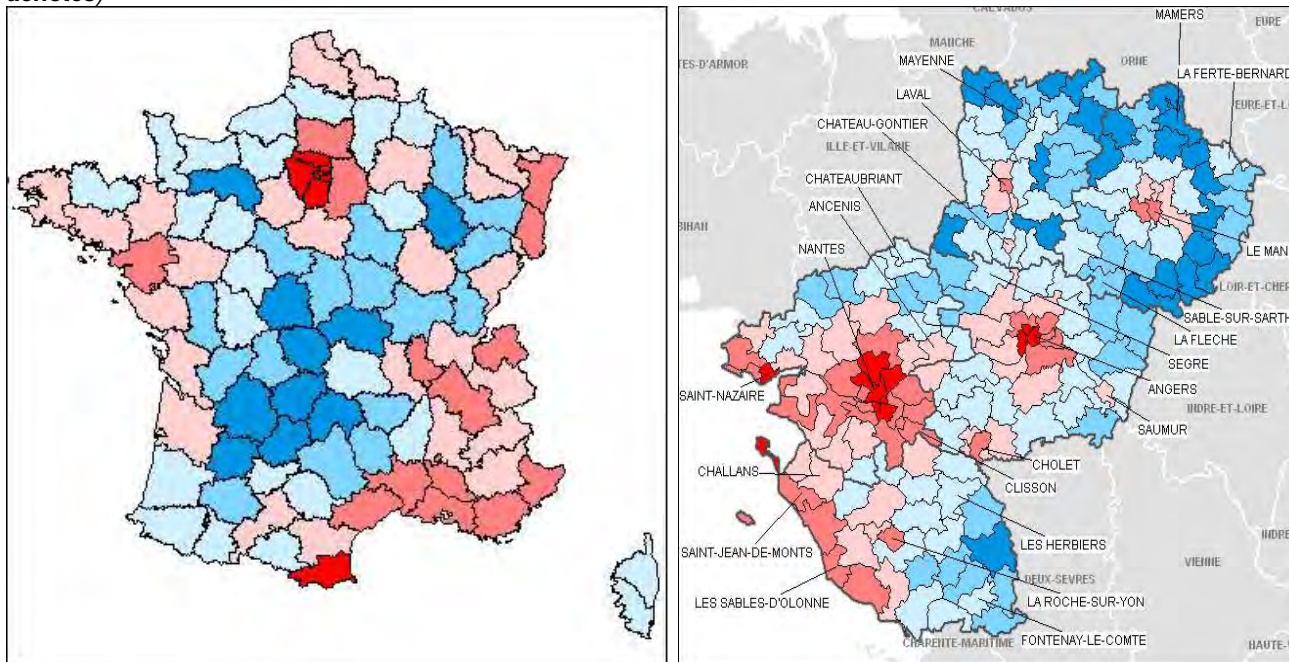 CALVADOS
EURE
MAMERS
MANCHE
ORNE
TES-D'ARMOR
MAYENNE
LA FERTE-BERNARD
LAVAL
EURE-ET-LO
CHATEAU-GONTIER
ILLE-ET-VILAINE
CHATEAUBRIANT
ANCENIS
BIHAN
NANTES
LE MAN
LOIR-ET-CHER
SABLE-SUR-SARTH
LA FLECHE
SEGRE
SAINT-NAZAIRE
ANGERS
INDRE-ET-LOIRE
SAUMUR
CHOLET
CHALLANS
CLISSON
INDRE
LES HERBIERS
SAINT-JEAN-DE-MONTS
VIENNE
DEUX-SEVRES
LES SABLES-D'OLONNE
LA ROCHE-SUR-YON
FONTENAY-LE-COMTE
CHARENTE-MARITIME
HAUTE-V